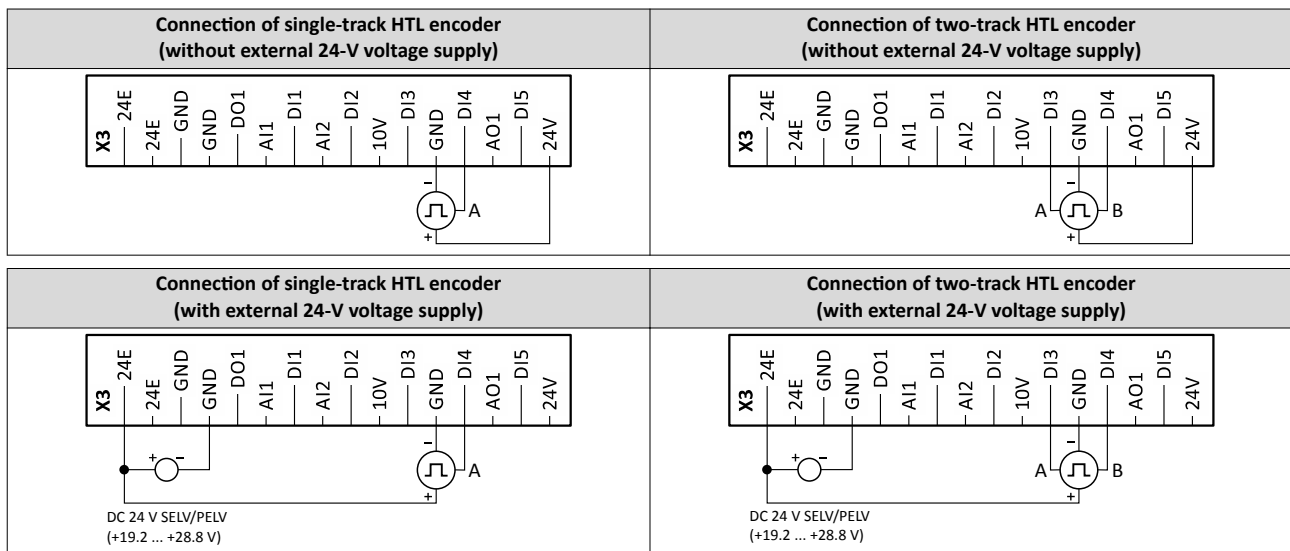 Connection of single-track HTL encoder
(without external 24-V voltage supply)
Connection of two-track HTL encoder
(without external 24-V voltage supply)
X3 24E 24E GND GND DO1 AI1 DI1 AI2 DI2 10V DI3 GND DI4 AO1 DI5 24V
− A
+
X3 24E 24E GND GND DO1 AI1 DI1 AI2 DI2 10V DI3 GND DI4 AO1 DI5 24V
−
A B
+
Connection of single-track HTL encoder
(with external 24-V voltage supply)
Connection of two-track HTL encoder
(with external 24-V voltage supply)
X3 24E 24E GND GND DO1 AI1 DI1 AI2 DI2 10V DI3 GND DI4 AO1 DI5 24V
+ − −
A
+
DC 24 V SELV/PELV
(+19.2 ... +28.8 V)
X3 24E 24E GND GND DO1 AI1 DI1 AI2 DI2 10V DI3 GND DI4 AO1 DI5 24V
+ − −
A B
+
DC 24 V SELV/PELV
(+19.2 ... +28.8 V)